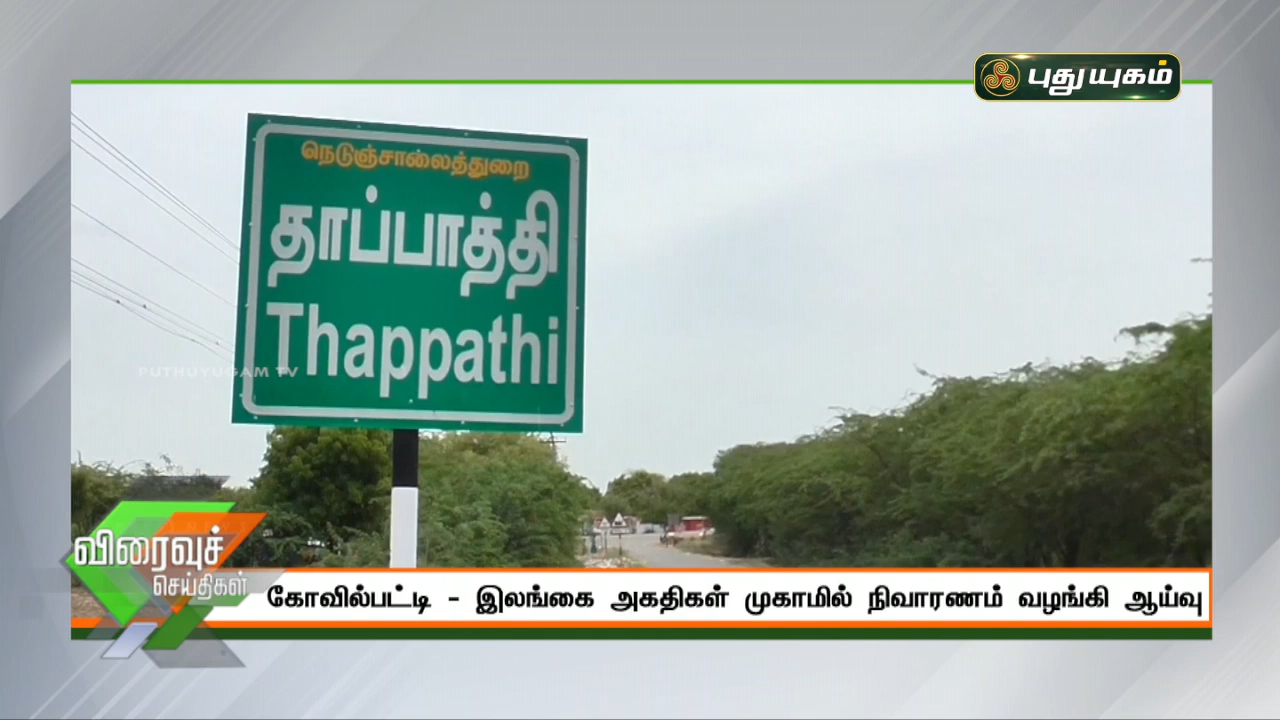 புதுயுகம்
நெடுஞ்சாலைத்துறை
தாப்பாத்தி
Thappathi
PUTHUYUGAM TV
விரைவுச்
செய்திகள்
கோவில்பட்டி - இலங்கை அகதிகள் முகாமில் நிவாரணம் வழங்கி ஆய்வு